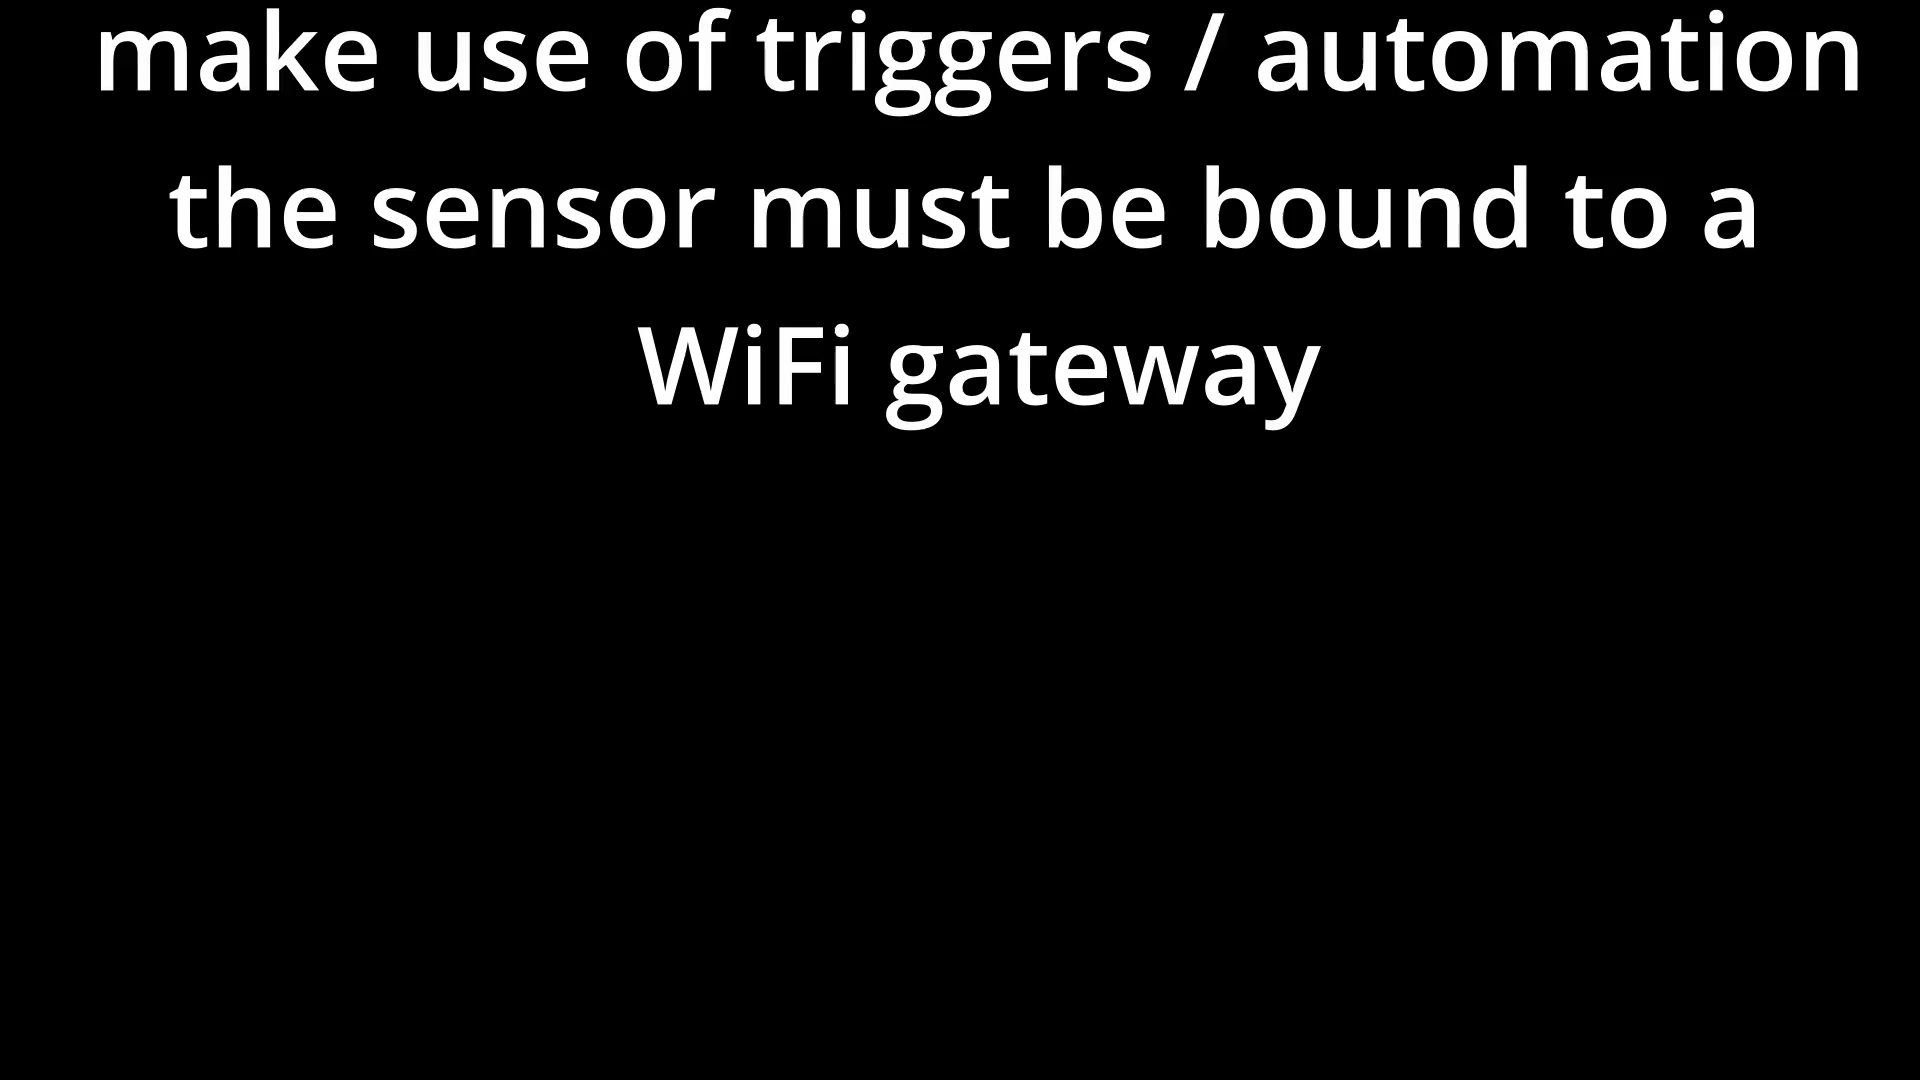 make use of triggers / automation
the sensor must be bound to a
WiFi gateway